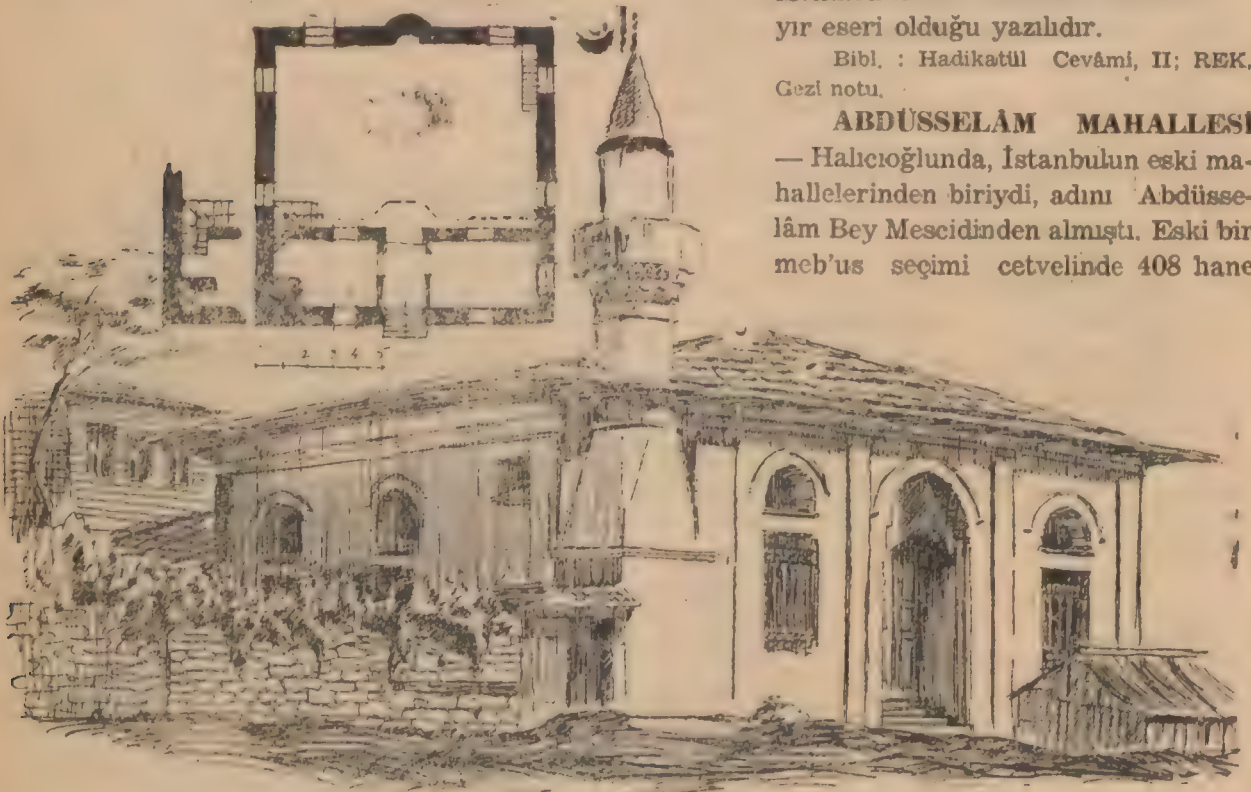 yır eseri olduğu yazılıdır.
Bibl. : Hadikatül Cevâmi, II; REK,
Gezi notu.
ABDÜSSELÂM MAHALLESİ
— Halıcıoğlunda, İstanbulun eski ma-
hallelerinden biriydi, adını Abdüsse-
lâm Bey Mescidinden almıştı. Eski bir
meb'us seçimi cetvelinde 408 hane
2 3 4 5